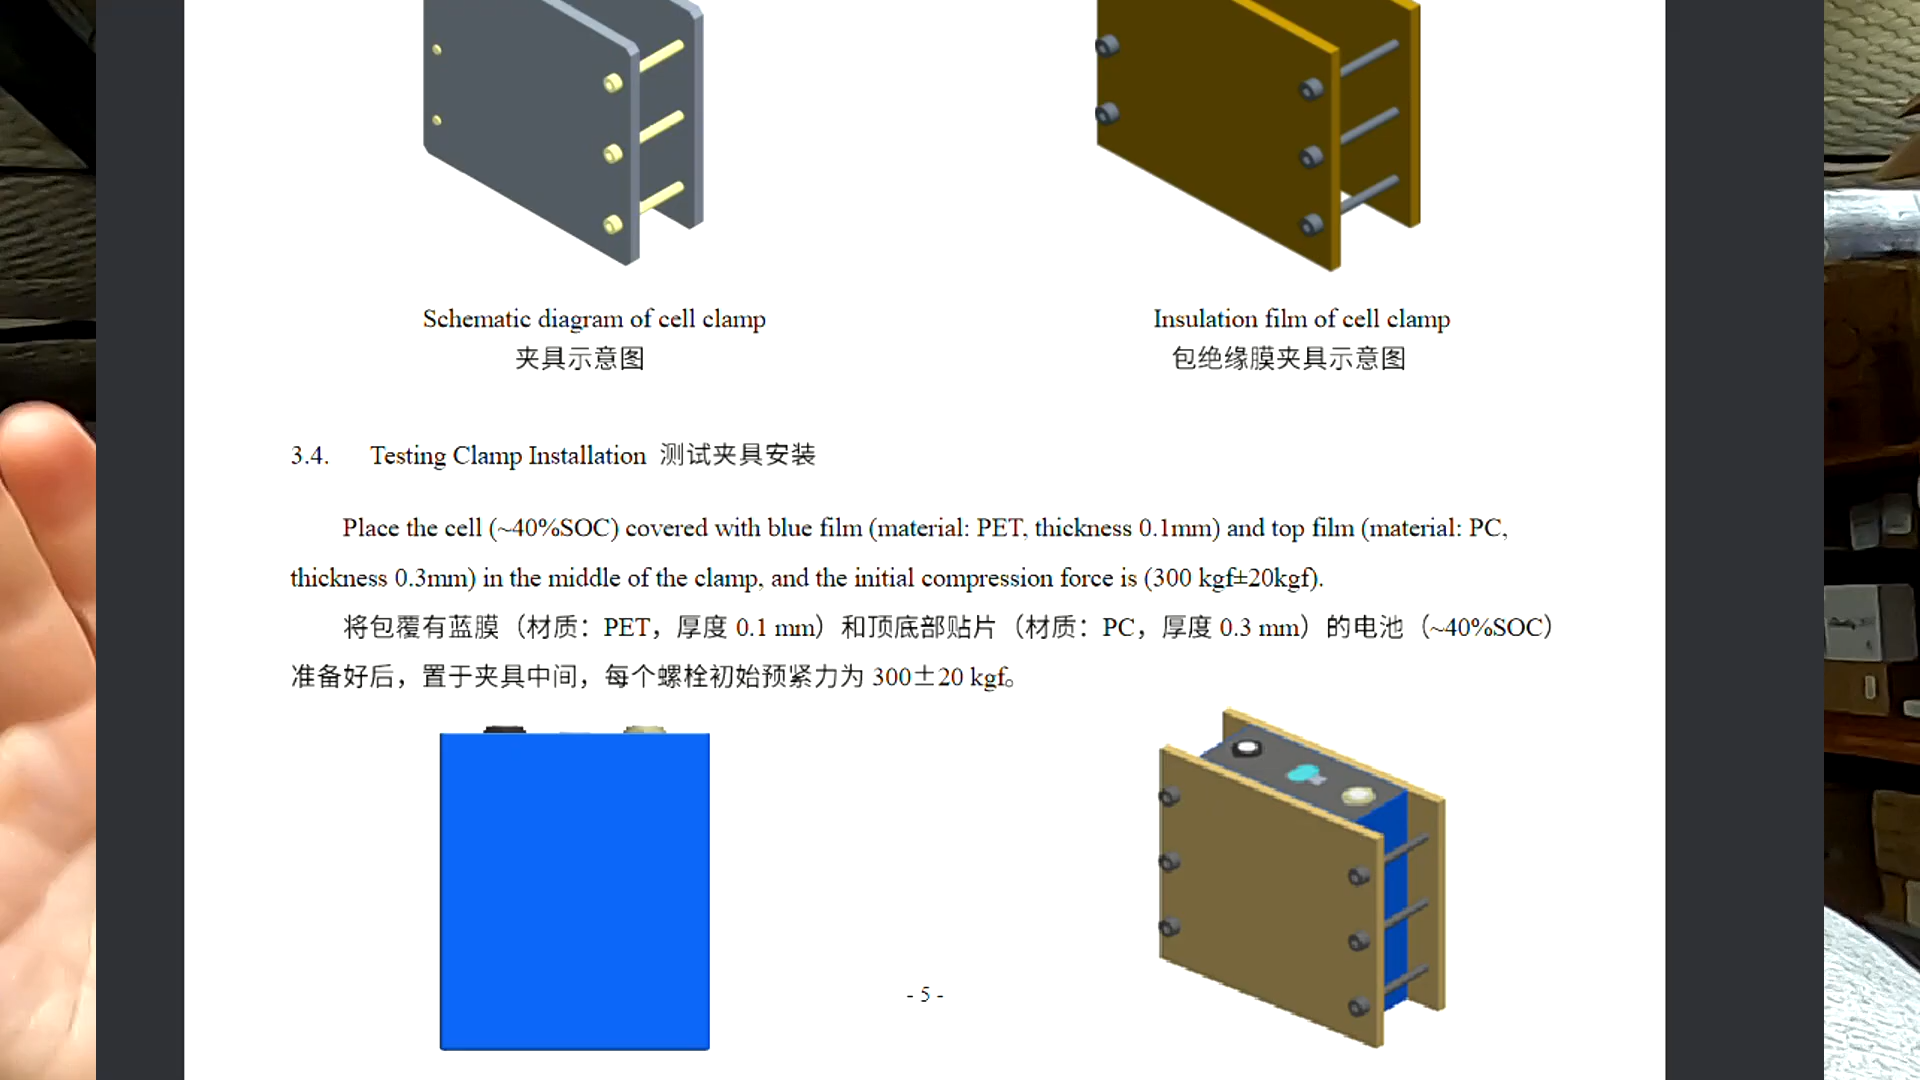 Schematic diagram of cell clamp
夹具示意图
Insulation film of cell clamp
包绝缘膜夹具示意图
3.4. Testing Clamp Installation 测试夹具安装
Place the cell (~40%SOC) covered with blue film (material: PET, thickness 0.1mm) and top film (material: PC,
thickness 0.3mm) in the middle of the clamp, and the initial compression force is (300 kgf±20kgf).
将包覆有蓝膜（材质：PET，厚度 0.1 mm）和顶底部贴片（材质：PC，厚度 0.3 mm）的电池（~40%SOC）
准备好后，置于夹具中间，每个螺栓初始预紧力为 300±20 kgf。
- 5 -